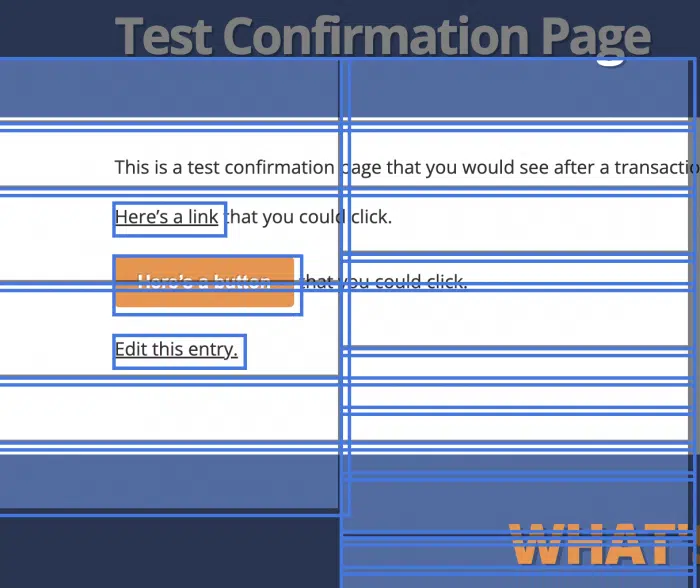 Test Confirmation Page
This is a test confirmation page that you would see after a
Here's a link that you could click.
Here's a button that you could click.
Edit this entry.
WHAT'